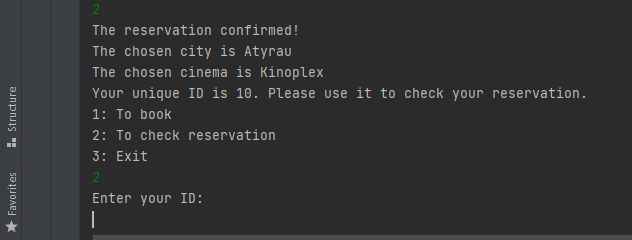 2
The reservation confirmed!
The chosen city is Atyrau
The chosen cinema is Kinoplex
Your unique ID is 10. Please use it to check your reservation.
1: To book
2: To check reservation
3: Exit
2
Enter your ID:
Structure
Favorites